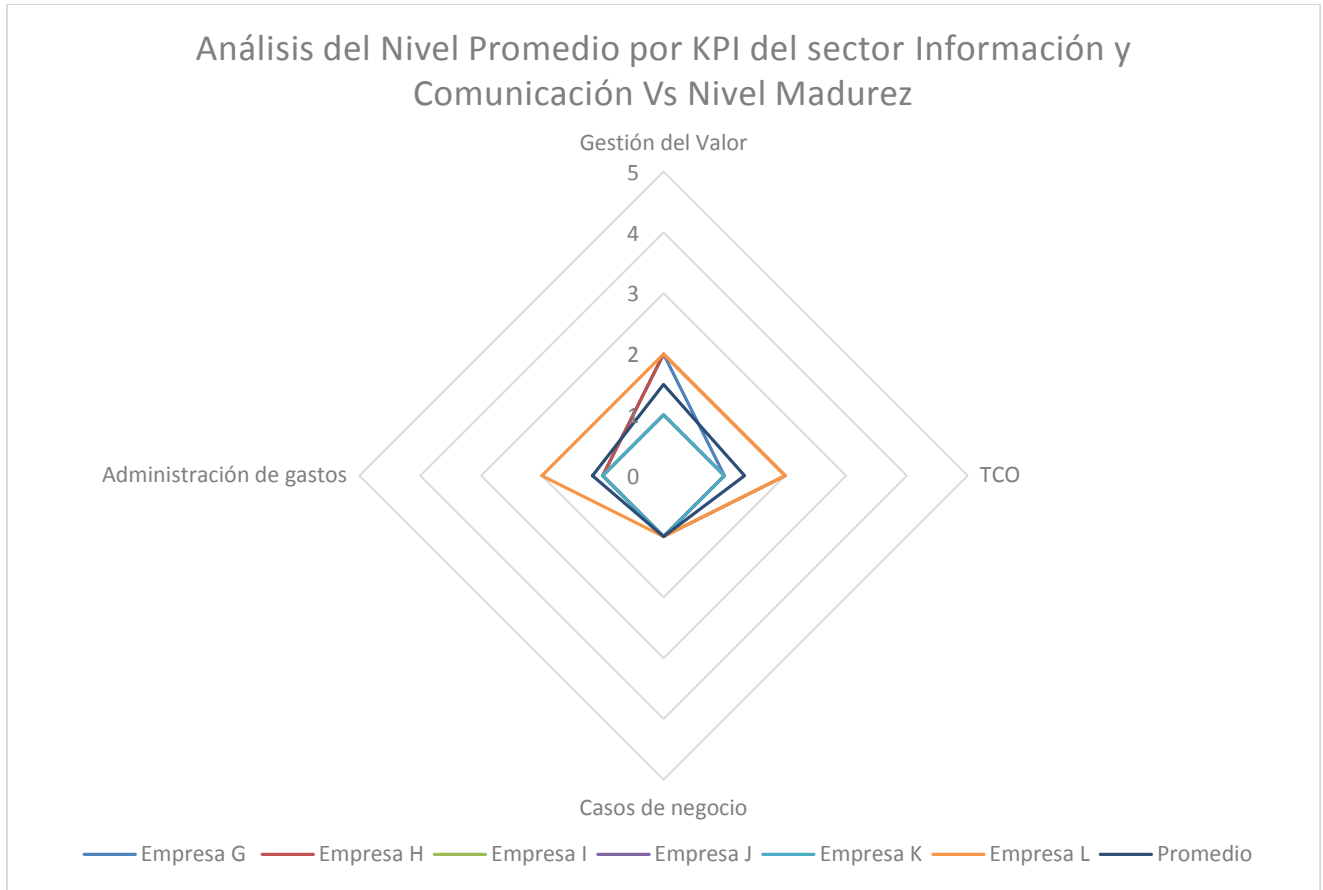 Análisis del Nivel Promedio por KPI del sector Información y
Comunicación Vs Nivel Madurez
Gestión del Valor
5
4
3
2
1
0
Administración de gastos
TCO
Casos de negocio
Empresa G
Empresa H
Empresa I
Empresa J
Empresa K
Empresa L
Promedio